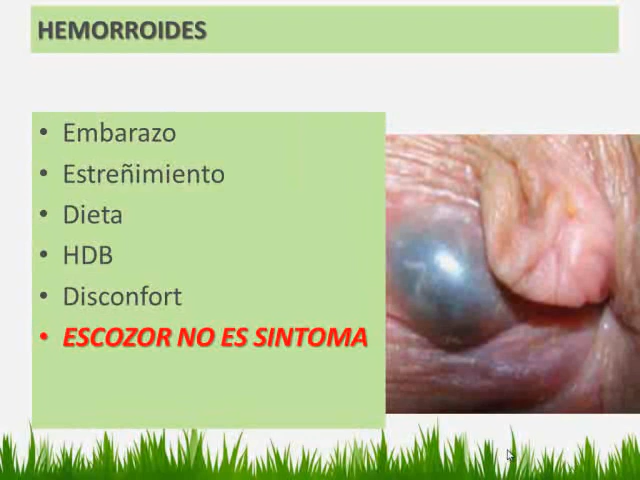 HEMORROIDES
• Embarazo
• Estreñimiento
• Dieta
• HDB
• Disconfort
• ESCOZOR NO ES SINTOMA